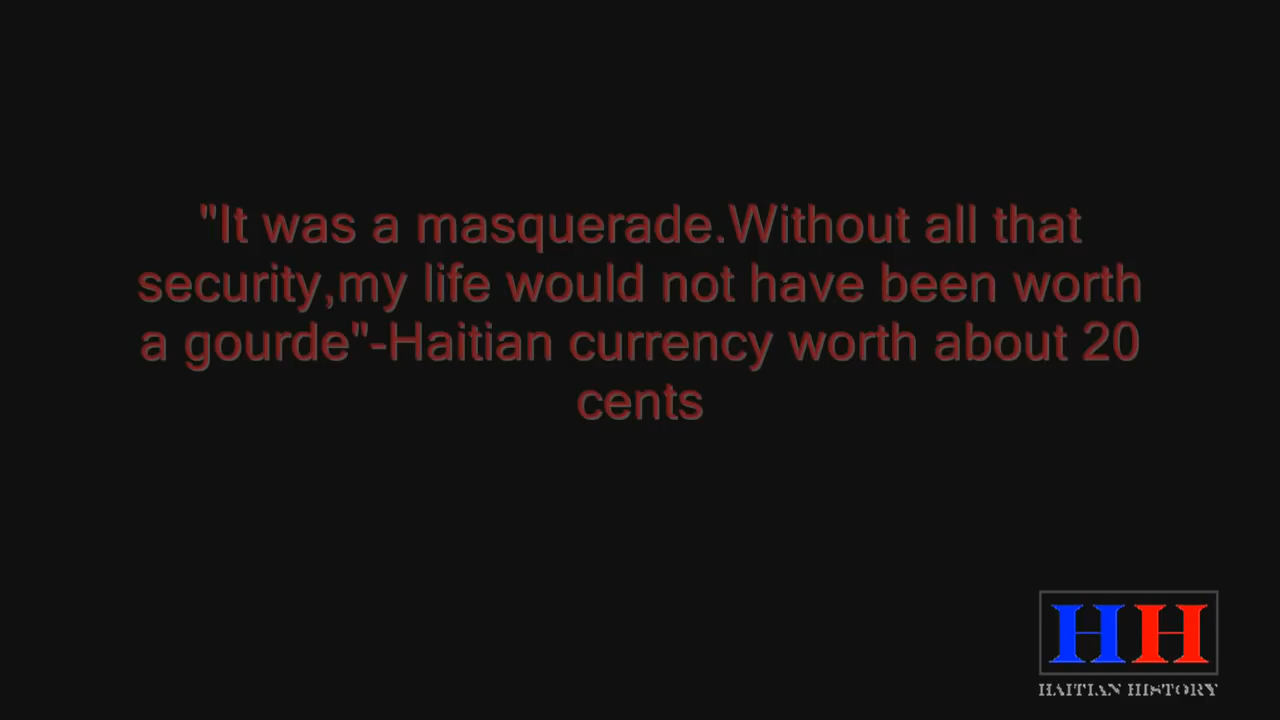 "It was a masquerade.Without all that
security,my life would not have been worth
a gourde"-Haitian currency worth about 20
cents
HH
HAITIAN HISTORY